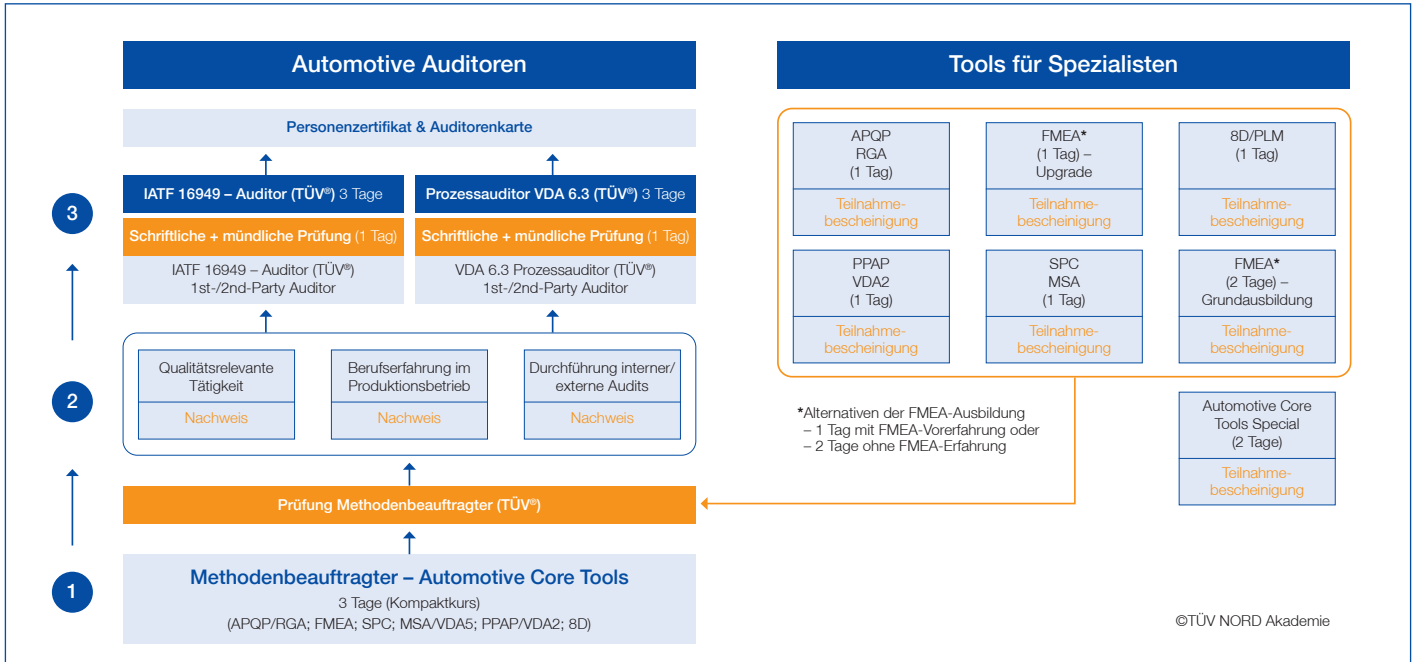 Automotive Auditoren
Personenzertifikat & Auditorenkarte
3
IATF 16949 – Auditor (TÜV®) 3 Tage
Schriftliche + mündliche Prüfung (1 Tag)
IATF 16949 – Auditor (TÜV®)
1st-/2nd-Party Auditor
Prozessauditor VDA 6.3 (TÜV®) 3 Tage
Schriftliche + mündliche Prüfung (1 Tag)
VDA 6.3 Prozessauditor (TÜV®)
1st-/2nd-Party Auditor
2
Qualitätsrelevante
Tätigkeit
Nachweis
Berufserfahrung im
Produktionsbetrieb
Nachweis
Durchführung interner/
externe Audits
Nachweis
Prüfung Methodenbeauftragter (TÜV®)
1
Methodenbeauftragter – Automotive Core Tools
3 Tage (Kompaktkurs)
(APQP/RGA; FMEA; SPC; MSA/VDA5; PPAP/VDA2; 8D)
Tools für Spezialisten
APQP
RGA
(1 Tag)
Teilnahme-
bescheinigung
FMEA*
(1 Tag) –
Upgrade
Teilnahme-
bescheinigung
8D/PLM
(1 Tag)
Teilnahme-
bescheinigung
PPAP
VDA2
(1 Tag)
Teilnahme-
bescheinigung
SPC
MSA
(1 Tag)
Teilnahme-
bescheinigung
FMEA*
(2 Tage) –
Grundausbildung
Teilnahme-
bescheinigung
*Alternativen der FMEA-Ausbildung
– 1 Tag mit FMEA-Vorerfahrung oder
– 2 Tage ohne FMEA-Erfahrung
Automotive Core
Tools Special
(2 Tage)
Teilnahme-
bescheinigung
©TÜV NORD Akademie